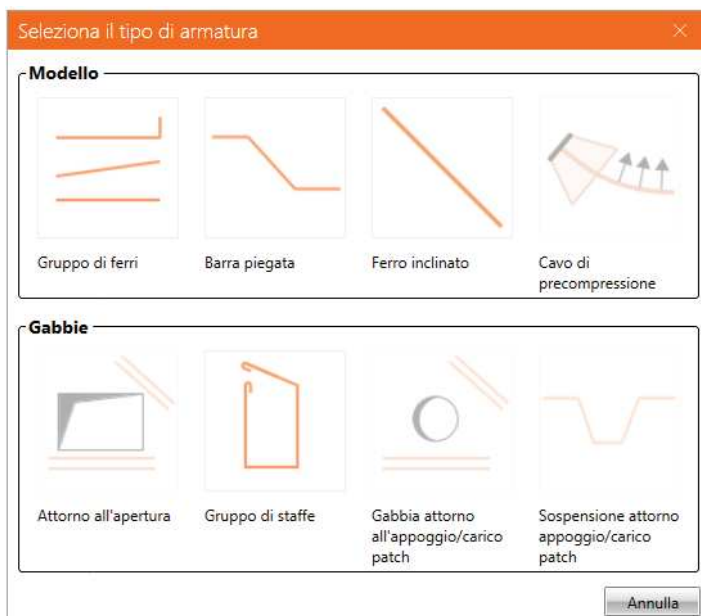 Seleziona il tipo di armatura
Modello
Gruppo di ferri
Barra piegata
Ferro inclinato
Cavo di
precompressione
Gabbie
Attorno all'apertura
Gruppo di staffe
Gabbia attorno
all'appoggio/carico
patch
Sospensione attorno
appoggio/carico
patch
Annulla